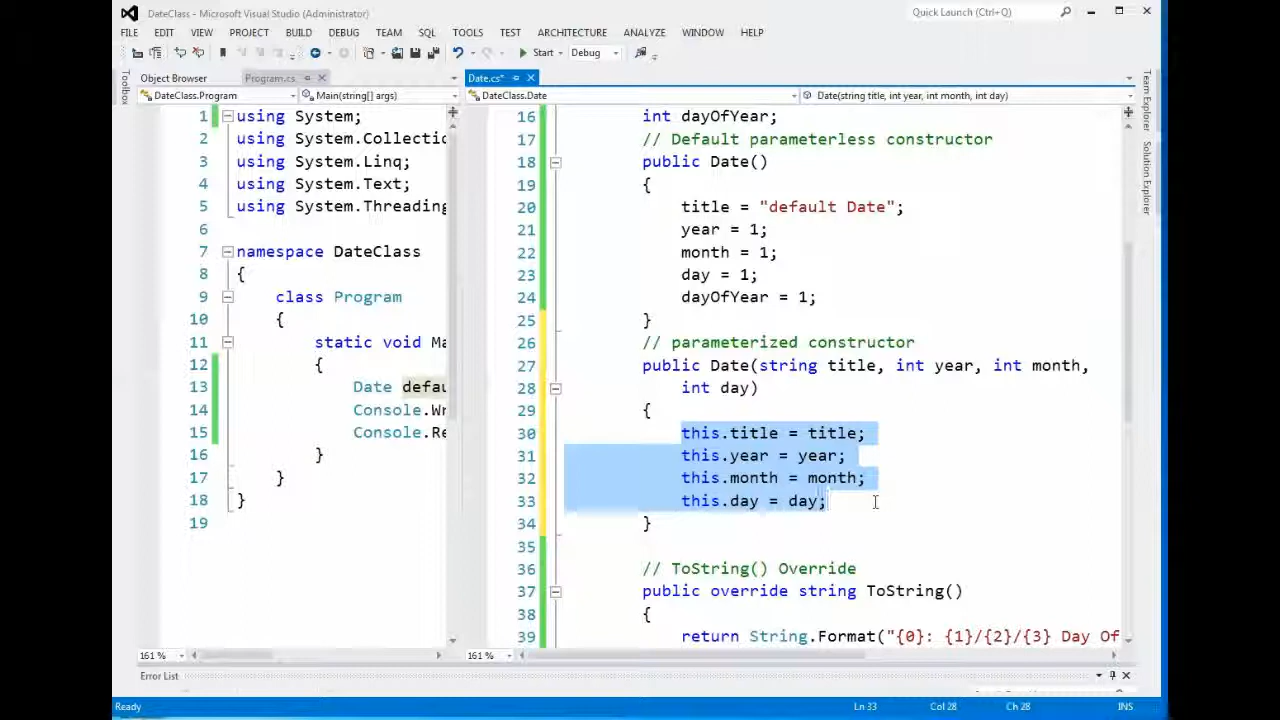 DateClass - Microsoft Visual Studio (Administrator)
Quick Launch (Ctrl+Q)
FILE EDIT VIEW PROJECT BUILD DEBUG TEAM SQL TOOLS TEST ARCHITECTURE ANALYZE WINDOW HELP
Start Debug
Toolbox
Object Browser Program.cs
DateClass.Program Main(string[] args)
1 using System;
2 using System.Collectio
3 using System.Linq;
4 using System.Text;
5 using System.Threading
6
7 namespace DateClass
8 {
9 class Program
10 {
11 static void Ma
12 {
13 Date defau
14 Console.Wr
15 Console.Re
16 }
17 }
18 }
19
161 %
Date.cs*
DateClass.Date Date(string title, int year, int month, int day)
16 int dayOfYear;
17 // Default parameterless constructor
18 public Date()
19 {
20 title = "default Date";
21 year = 1;
22 month = 1;
23 day = 1;
24 dayOfYear = 1;
25 }
26 // parameterized constructor
27 public Date(string title, int year, int month,
28 int day)
29 {
30 this.title = title;
31 this.year = year;
32 this.month = month;
33 this.day = day;
34 }
35
36 // ToString() Override
37 public override string ToString()
38 {
39 return String.Format("{0}: {1}/{2}/{3} Day Of
161 %
Team Explorer
Solution Explorer
Error List
Ready Ln 33 Col 28 Ch 28 INS